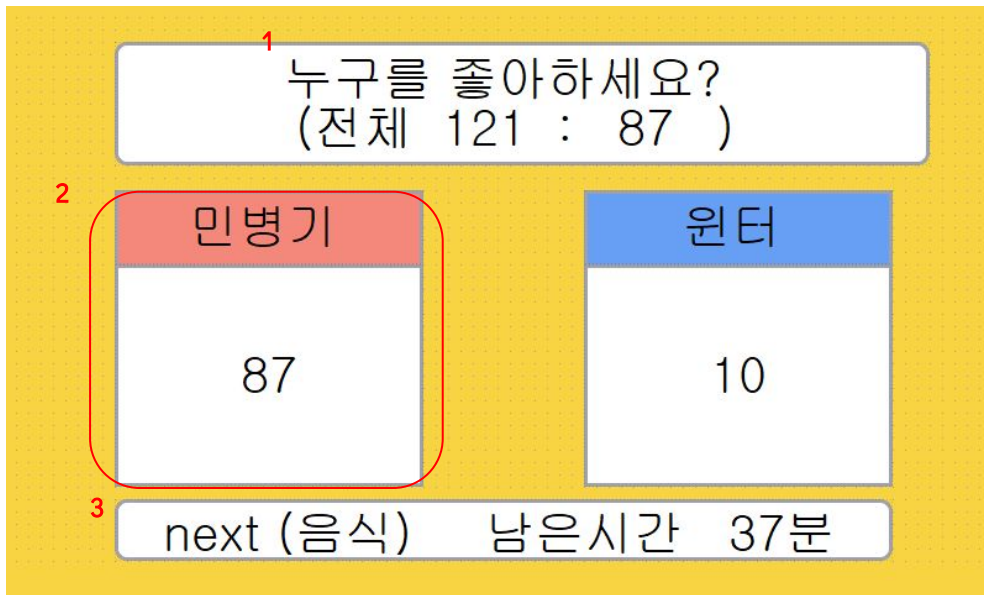 1
누구를 좋아하세요?
(전체 121 : 87 )
2
민병기 윈터
87 10
3
next (음식) 남은시간 37분